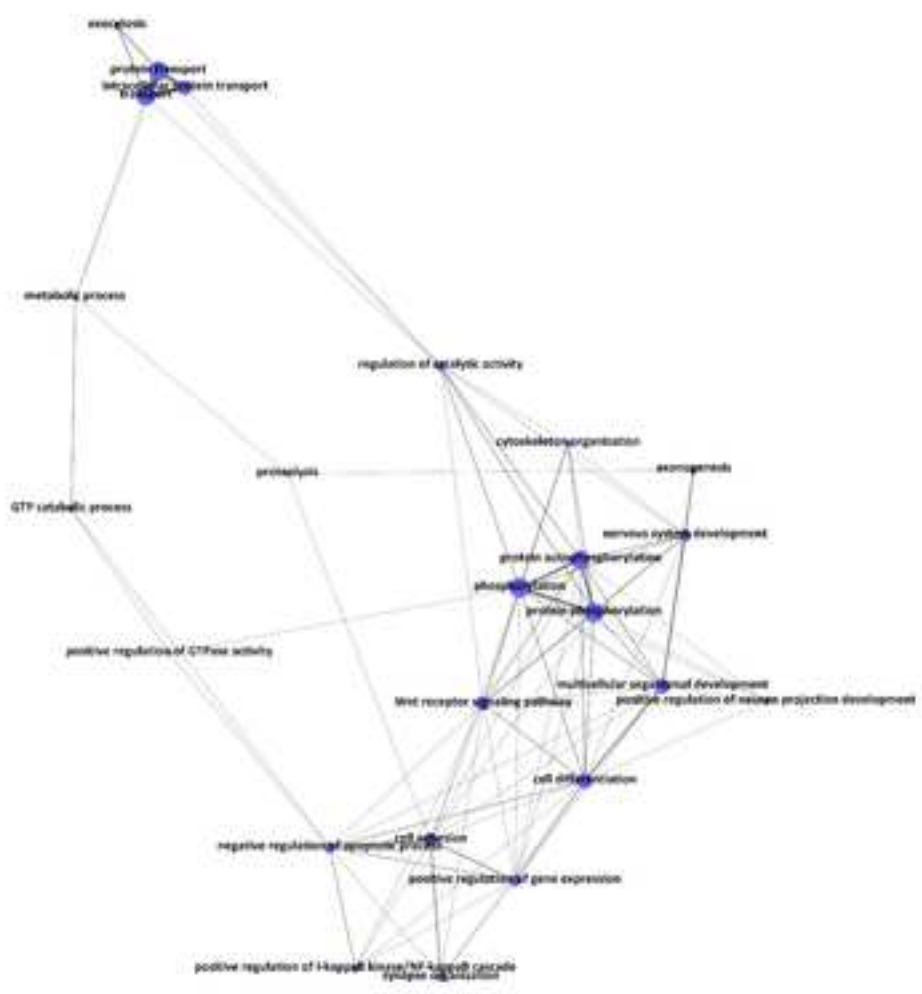 exocytosis
protein transport
intracellular protein transport
transport
metabolic process
regulation of catalytic activity
cytoskeleton organization
proteolysis
axonogenesis
GTP catabolic process
nervous system development
protein autophosphorylation
phosphorylation
protein phosphorylation
positive regulation of GTPase activity
multicellular organismal development
positive regulation of neuron projection development
Wnt receptor signaling pathway
cell differentiation
cell adhesion
negative regulation of apoptotic process
positive regulation of gene expression
positive regulation of I-kappaB kinase/NF-kappaB cascade
synapse organization